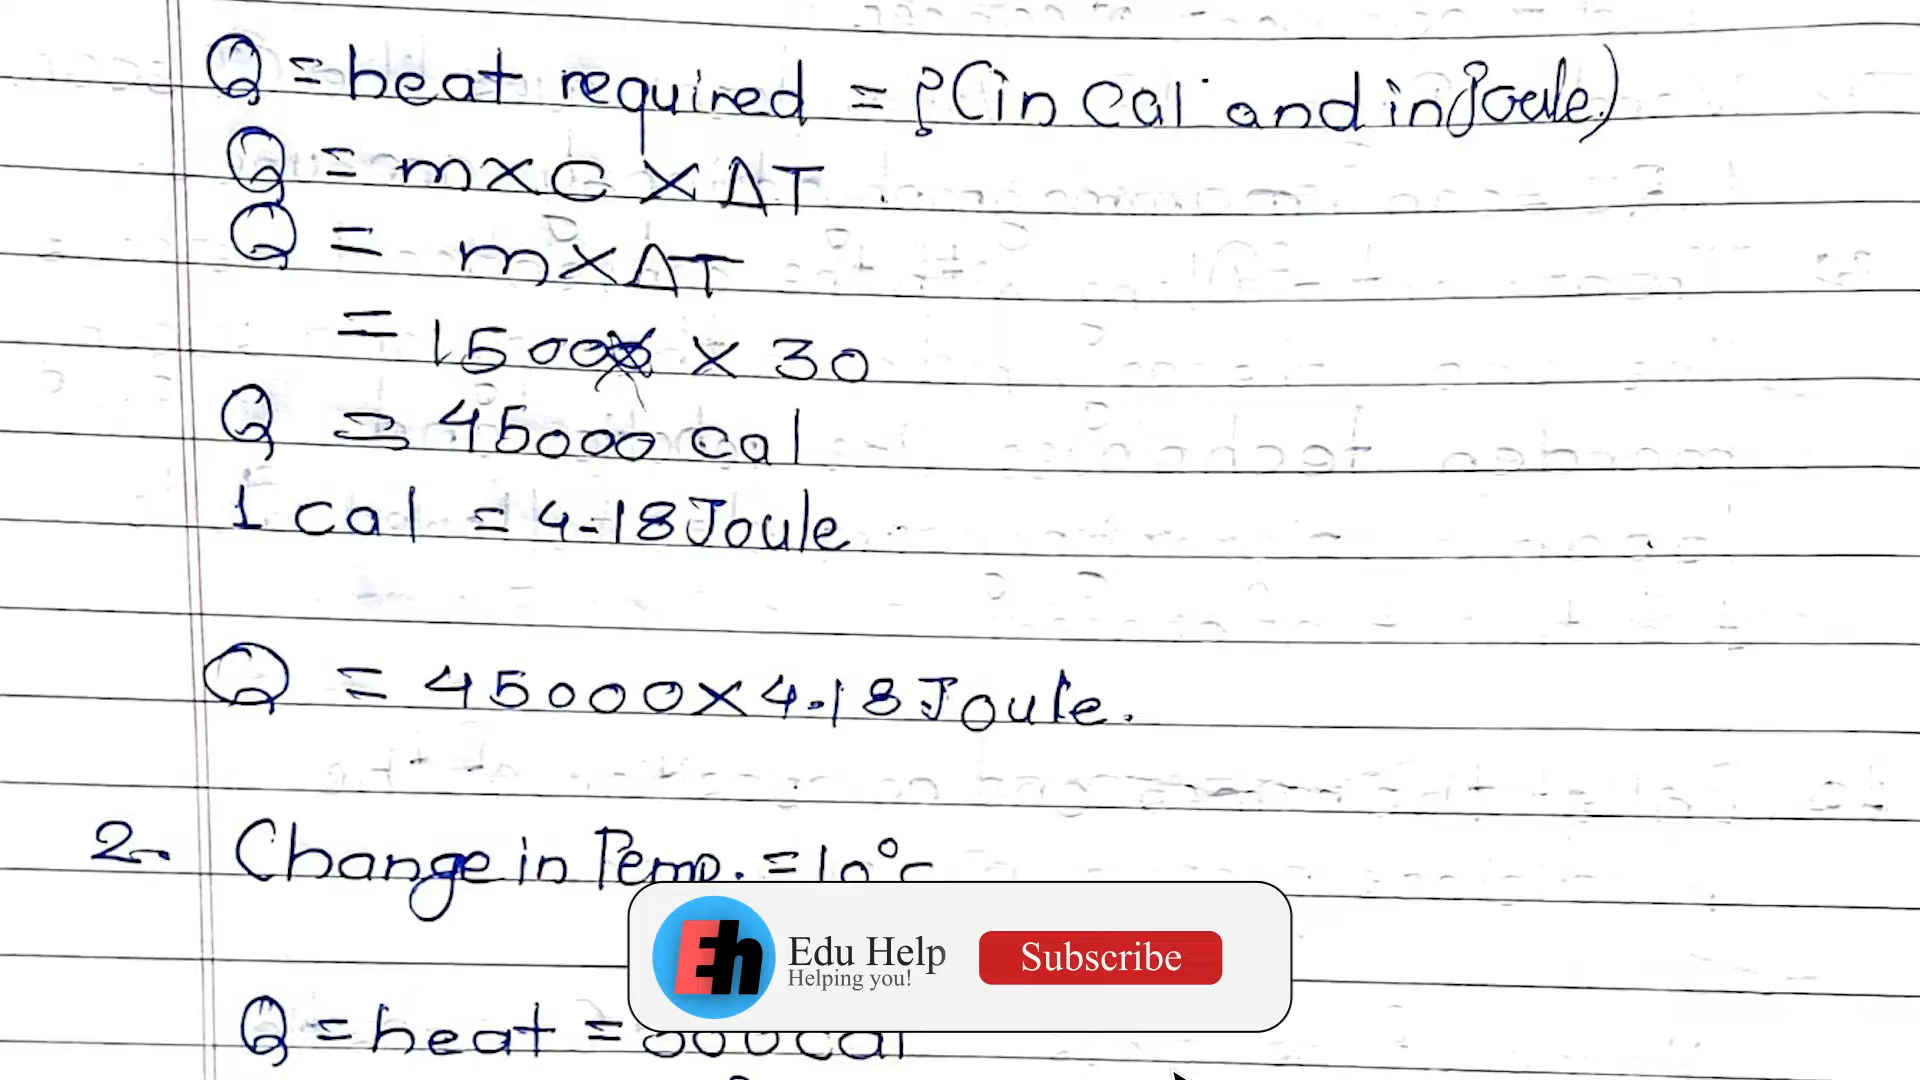 Q = heat required = ? (in Cal and in Joule.)
Q = m×C×ΔT
Q = m×ΔT
= 1500 × 30
Q = 45000 cal
1 cal = 4.18 Joule
Q = 45000×4.18 Joule.
2. Change in Temp. = 10°C
Edu Help
Helping you!
Subscribe
Q = heat = cal